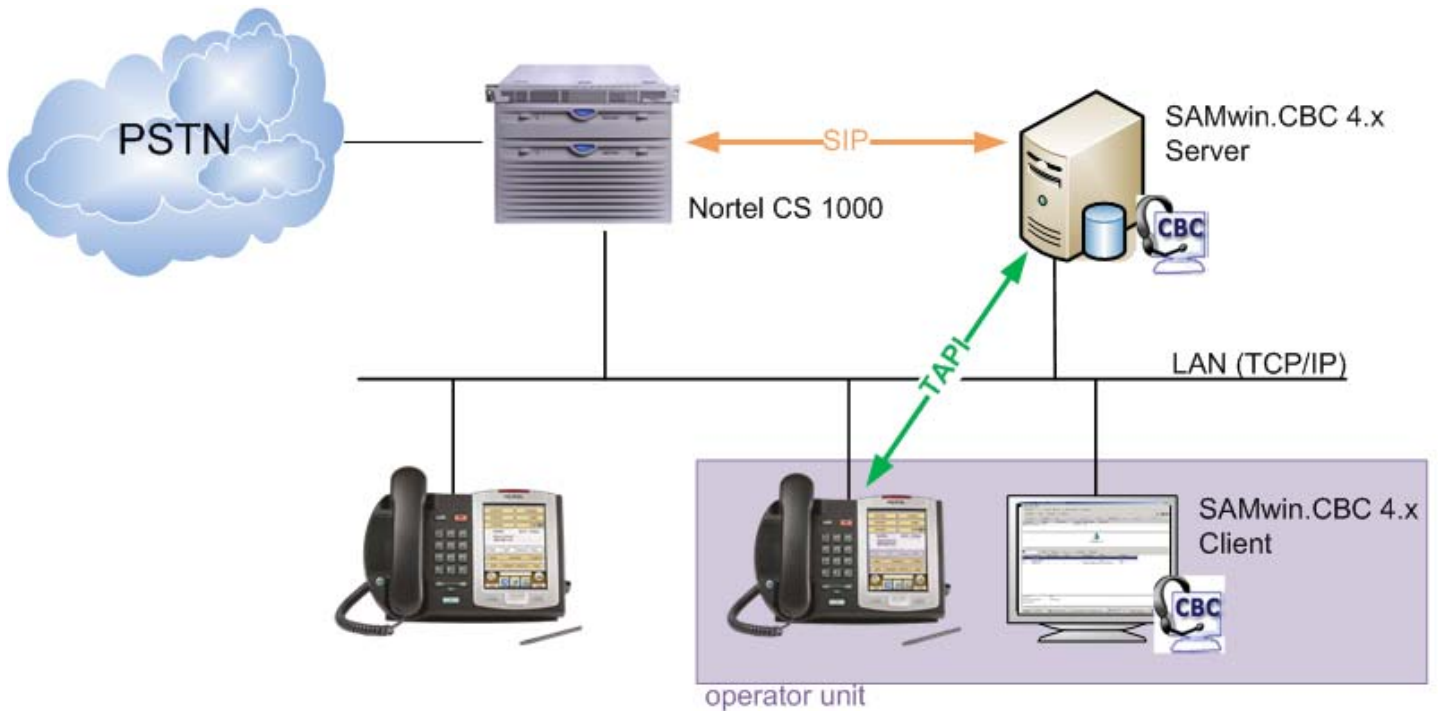 PSTN
SIP
SAMwin.CBC 4.x
Server
Nortel CS 1000
CBC
TAPI
LAN (TCP/IP)
SAMwin.CBC 4.x
Client
CBC
operator unit